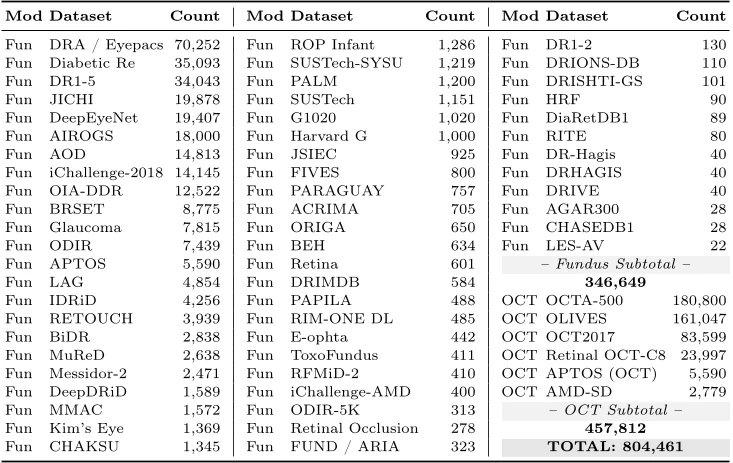 Mod Dataset Count Mod Dataset Count Mod Dataset Count
Fun DRA / Eyepacs 70,252 Fun ROP Infant 1,286 Fun DR1-2 130
Fun Diabetic Re 35,093 Fun SUSTech-SYSU 1,219 Fun DRIONS-DB 110
Fun DR1-5 34,043 Fun PALM 1,200 Fun DRISHTI-GS 101
Fun JICHI 19,878 Fun SUSTech 1,151 Fun HRF 90
Fun DeepEyeNet 19,407 Fun G1020 1,020 Fun DiaRetDB1 89
Fun AIROGS 18,000 Fun Harvard G 1,000 Fun RITE 80
Fun AOD 14,813 Fun JSIEC 925 Fun DR-Hagis 40
Fun iChallenge-2018 14,145 Fun FIVES 800 Fun DRHAGIS 40
Fun OIA-DDR 12,522 Fun PARAGUAY 757 Fun DRIVE 40
Fun BRSET 8,775 Fun ACRIMA 705 Fun AGAR300 28
Fun Glaucoma 7,815 Fun ORIGA 650 Fun CHASEDB1 28
Fun ODIR 7,439 Fun BEH 634 Fun LES-AV 22
Fun APTOS 5,590 Fun Retina 601 – Fundus Subtotal –
Fun LAG 4,854 Fun DRIMDB 584 346,649
Fun IDRiD 4,256 Fun PAPILA 488 OCT OCTA-500 180,800
Fun RETOUCH 3,939 Fun RIM-ONE DL 485 OCT OLIVES 161,047
Fun BiDR 2,838 Fun E-ophta 442 OCT OCT2017 83,599
Fun MuReD 2,638 Fun ToxoFundus 411 OCT Retinal OCT-C8 23,997
Fun Messidor-2 2,471 Fun RFMiD-2 410 OCT APTOS (OCT) 5,590
Fun DeepDRiD 1,589 Fun iChallenge-AMD 400 OCT AMD-SD 2,779
Fun MMAC 1,572 Fun ODIR-5K 313 – OCT Subtotal –
Fun Kim's Eye 1,369 Fun Retinal Occlusion 278 457,812
Fun CHAKSU 1,345 Fun FUND / ARIA 323 TOTAL: 804,461